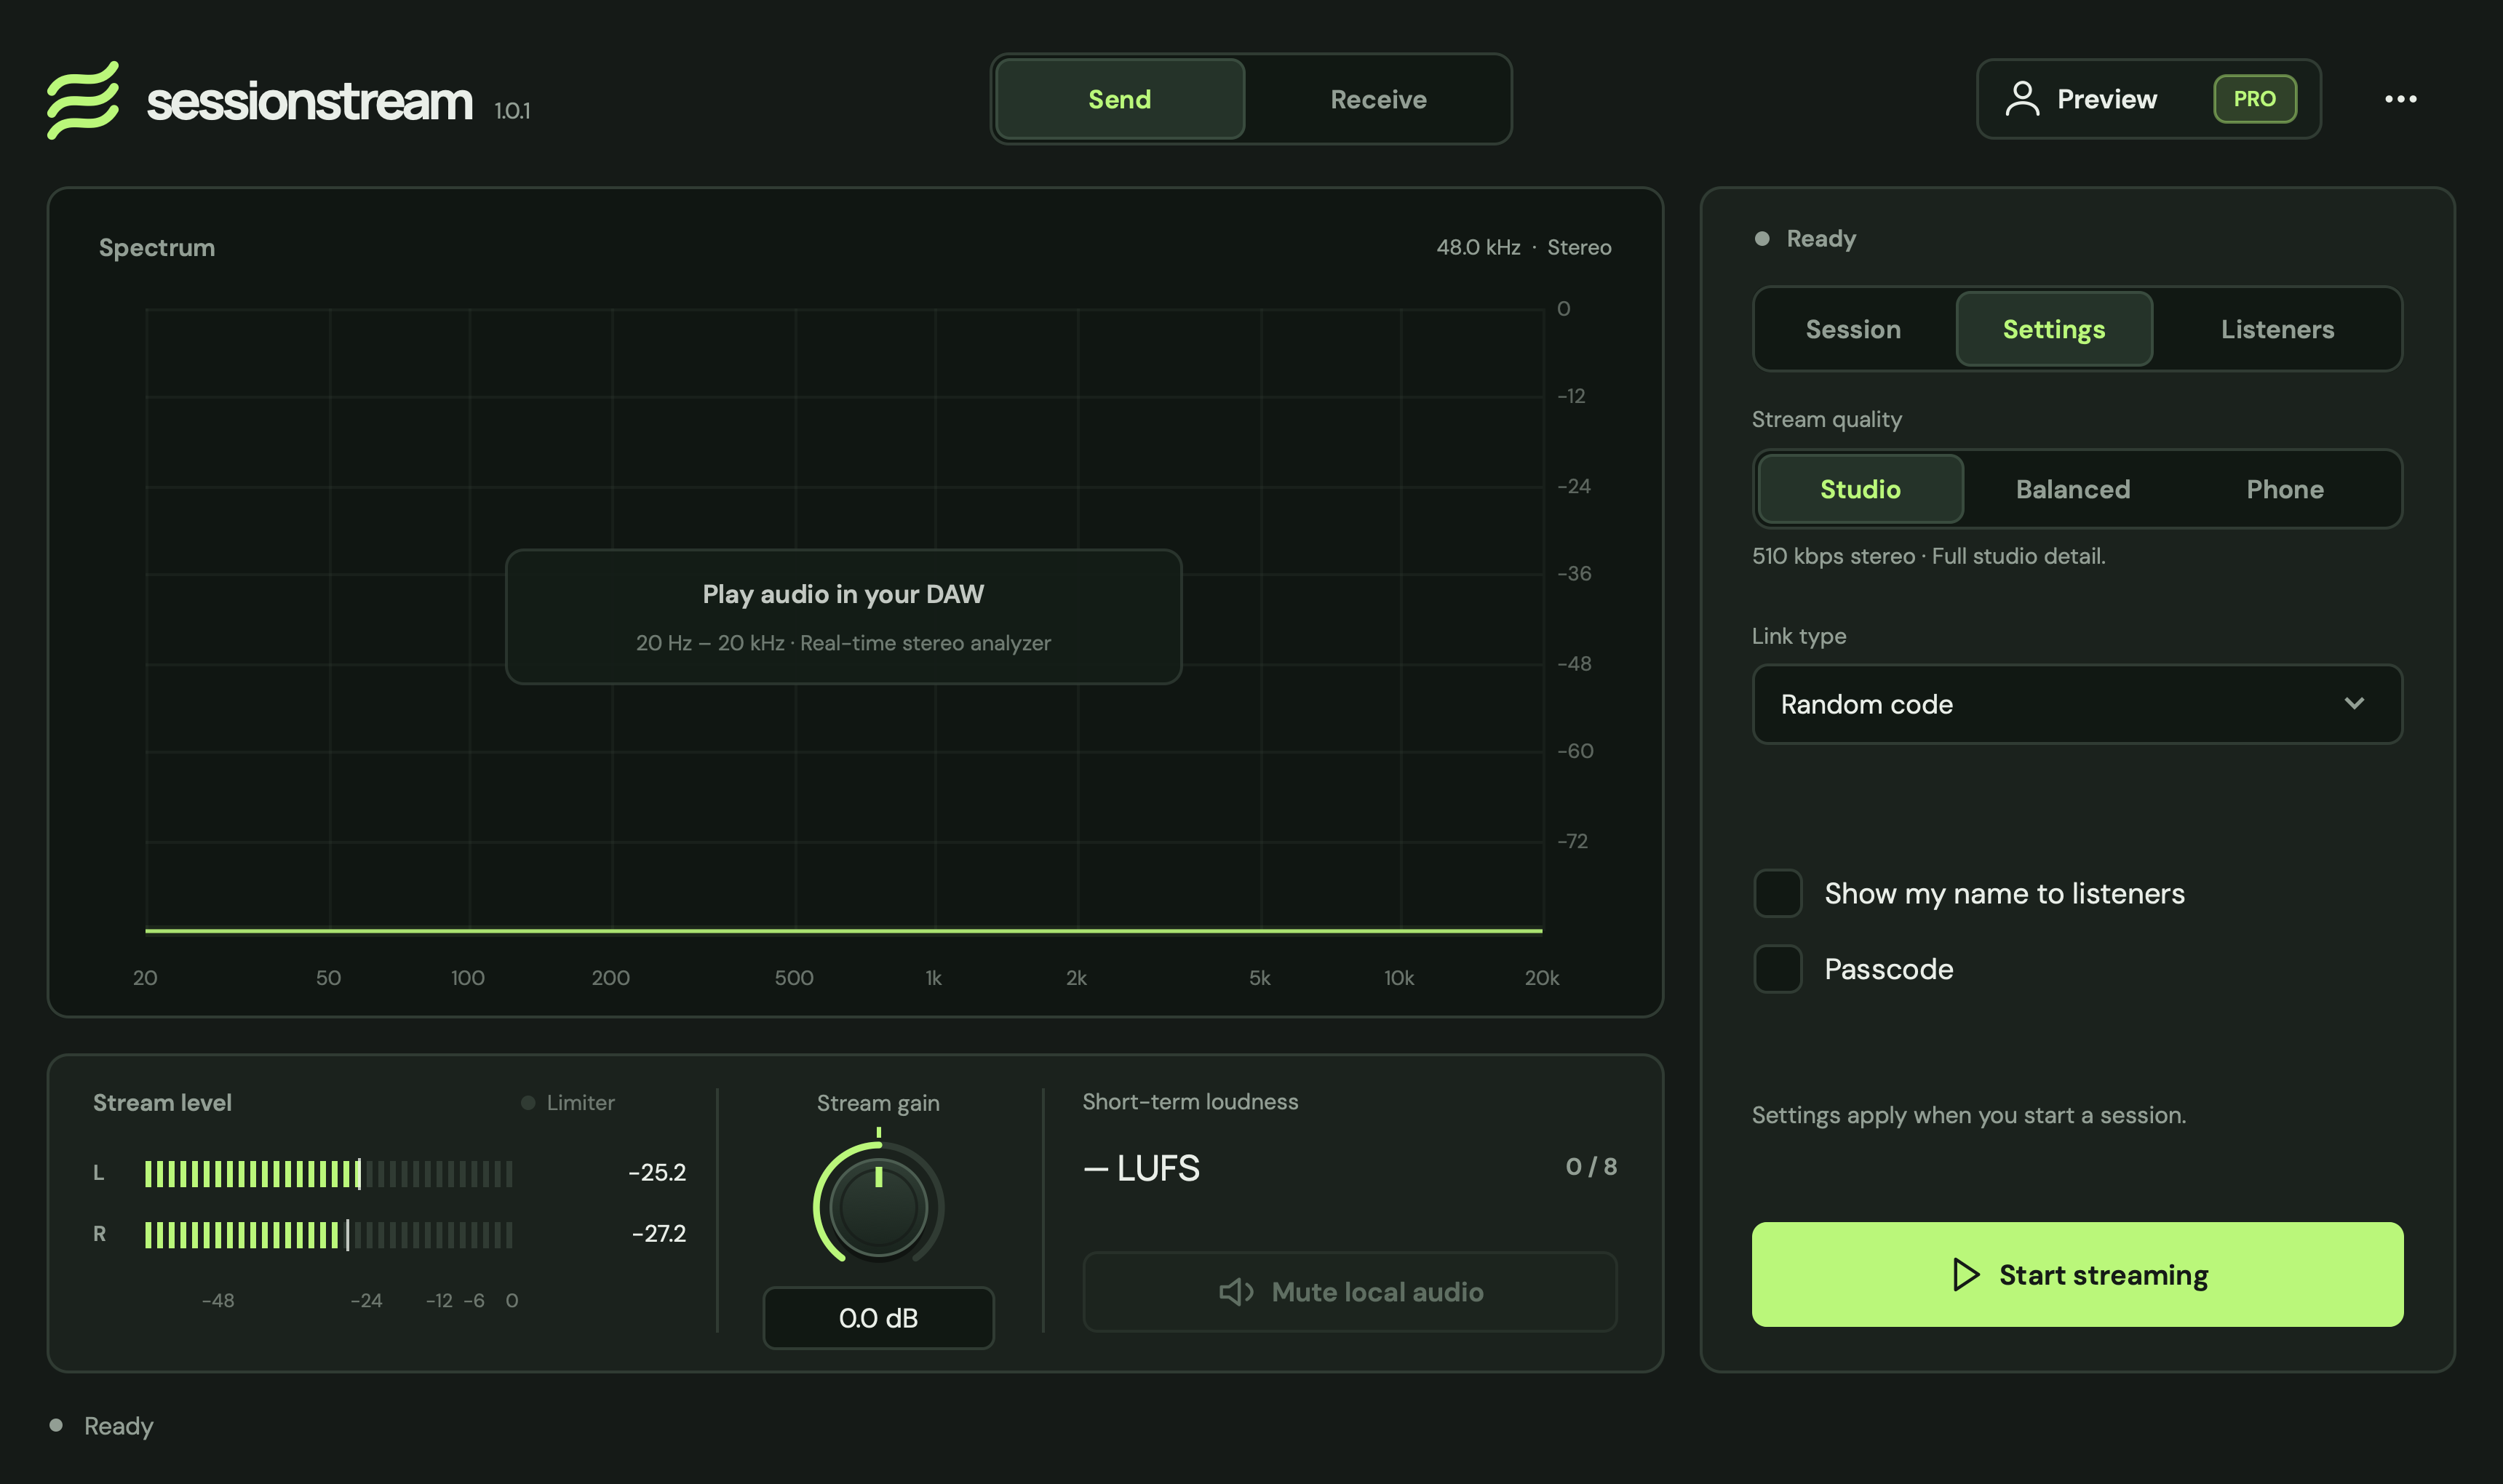 sessionstream 1.0.1
Send Receive
Preview PRO
Spectrum
48.0 kHz · Stereo
0
-12
-24
-36
-48
-60
-72
Play audio in your DAW
20 Hz – 20 kHz · Real-time stereo analyzer
20 50 100 200 500 1k 2k 5k 10k 20k
Stream level
Limiter
L -25.2
R -27.2
-48 -24 -12 -6 0
Stream gain
0.0 dB
Short-term loudness
– LUFS
0 / 8
Mute local audio
Ready
Session Settings Listeners
Stream quality
Studio Balanced Phone
510 kbps stereo · Full studio detail.
Link type
Random code
Show my name to listeners
Passcode
Settings apply when you start a session.
Start streaming
Ready